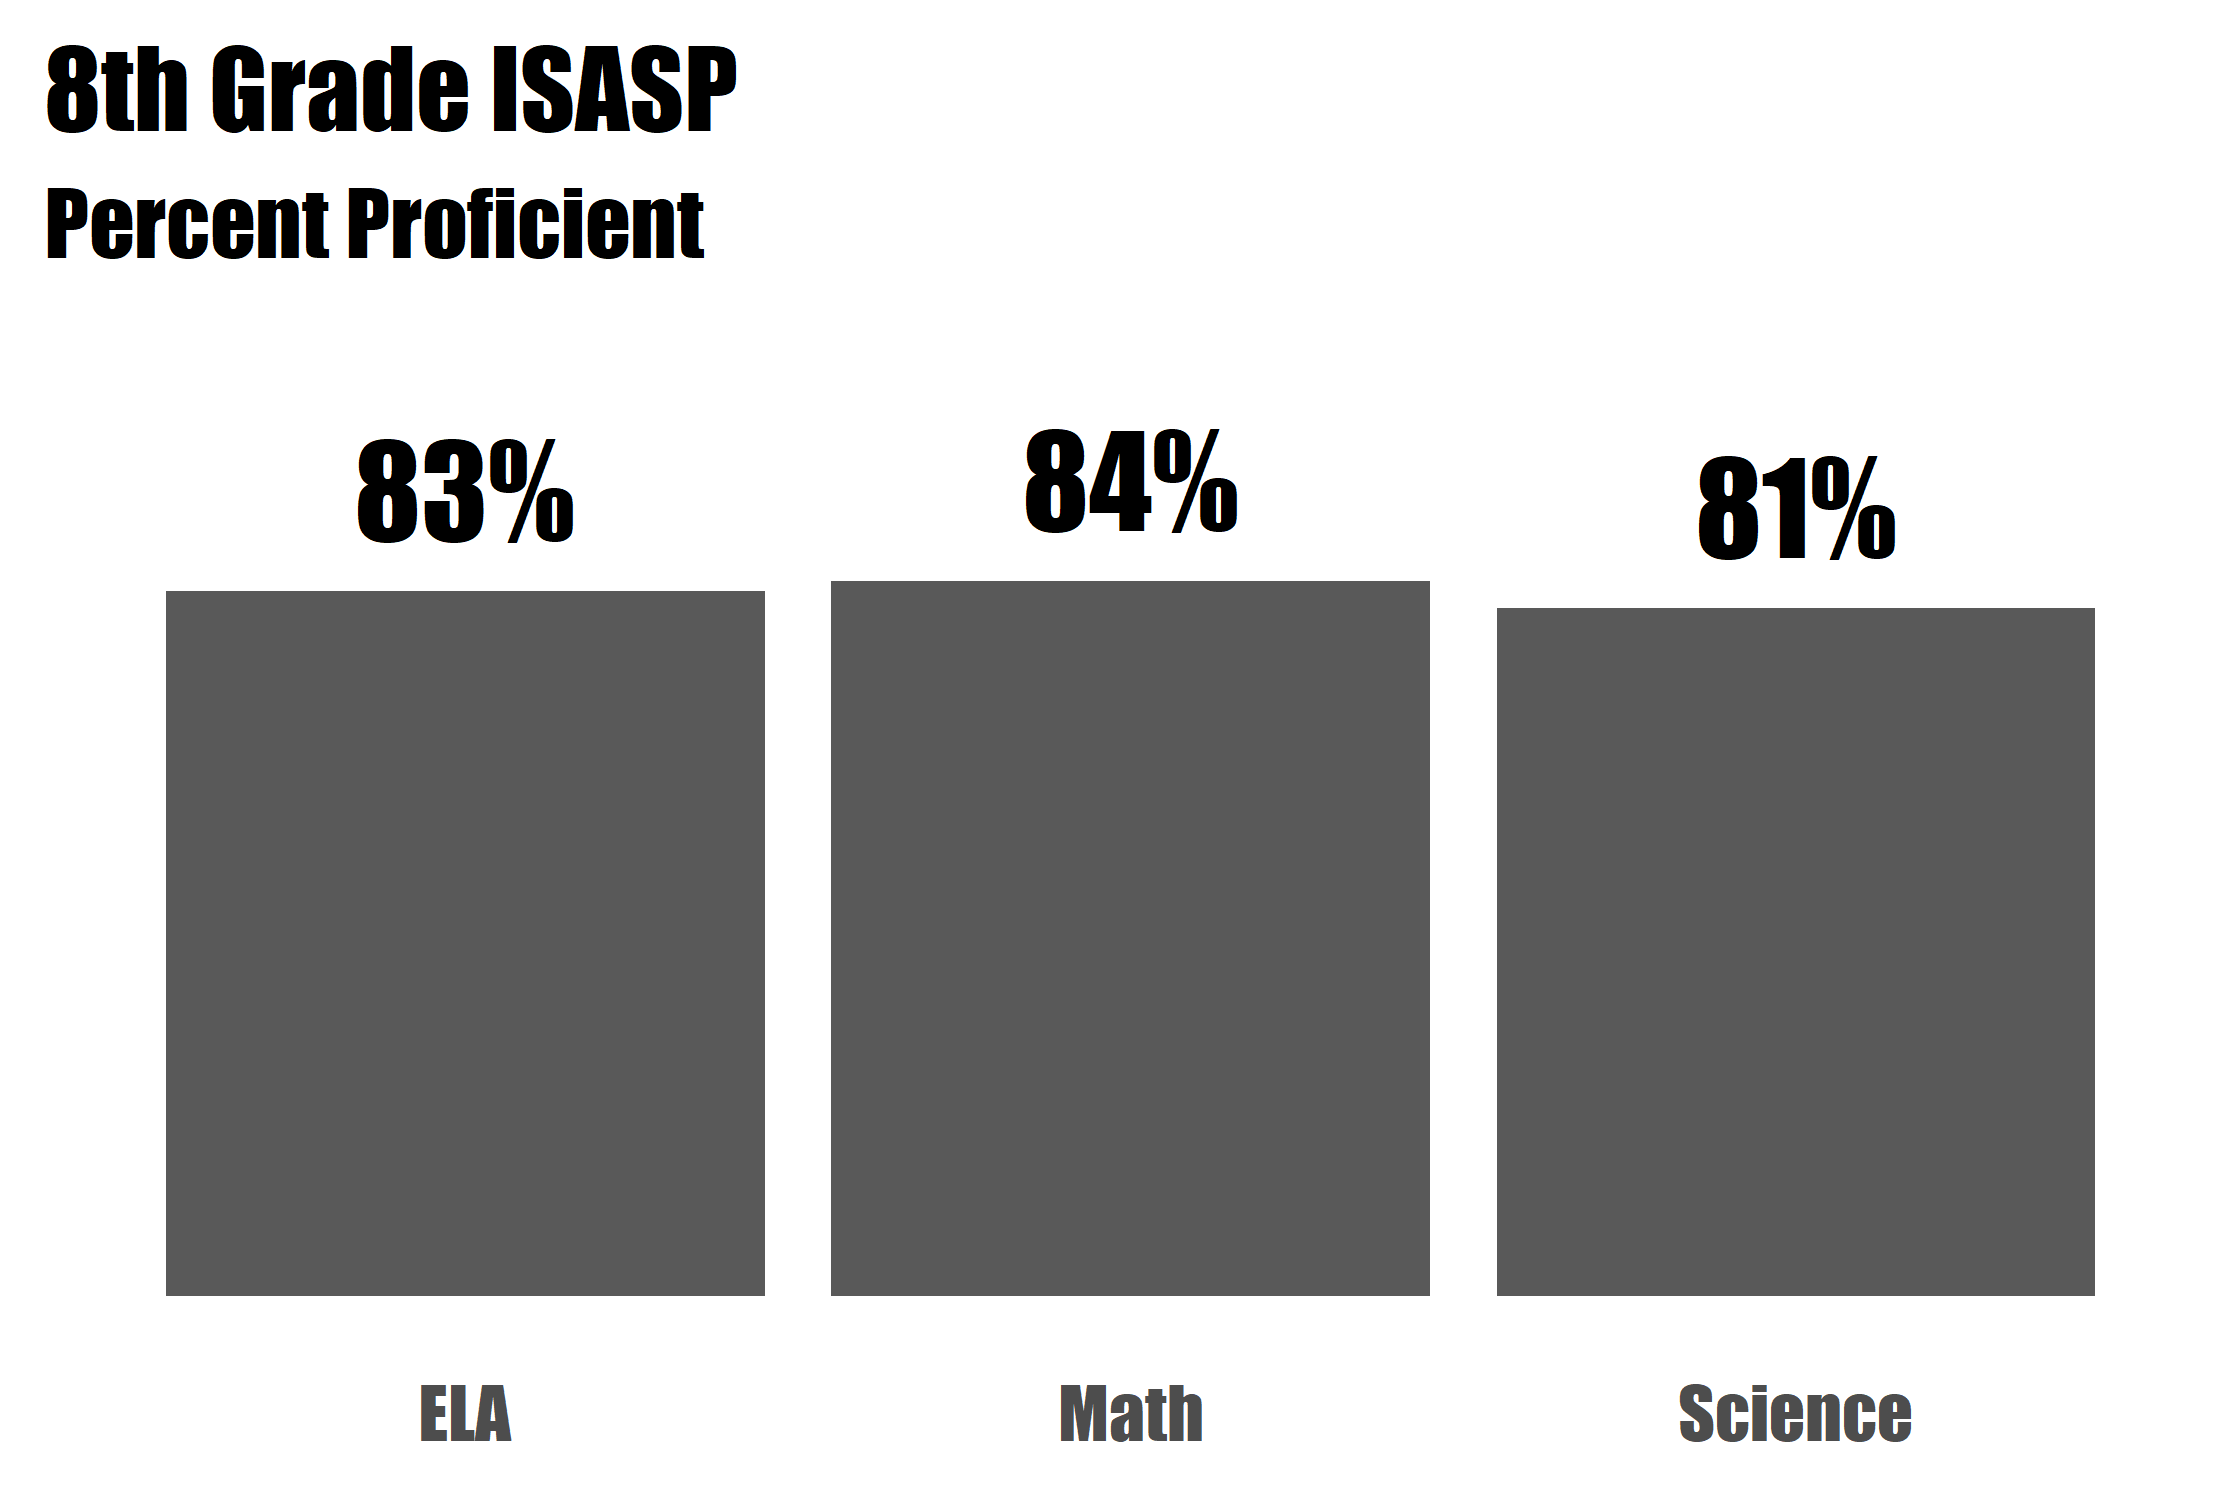 8th Grade ISASP
Percent Proficient
83%
84%
81%
ELA
Math
Science